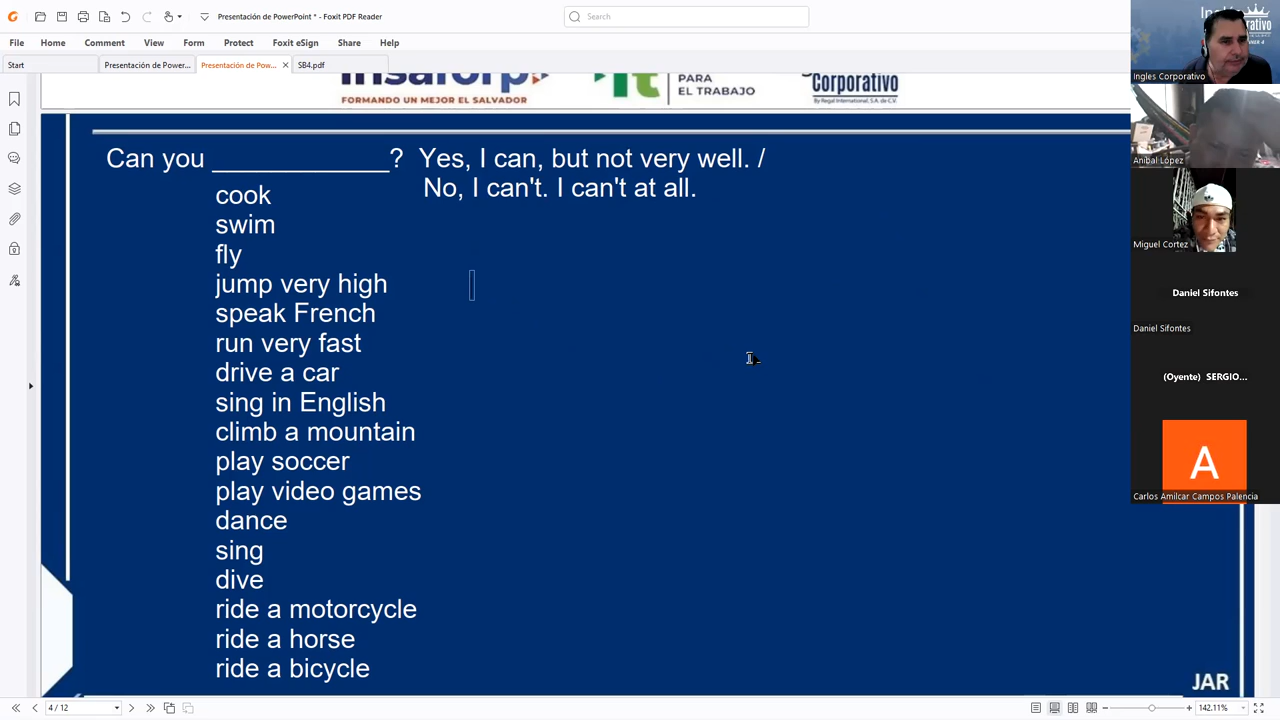 Presentación de PowerPoint * - Foxit PDF Reader
Search
File
Home
Comment
View
Form
Protect
Foxit eSign
Share
Help
Start
Presentación de Power...
Presentación de Pow...
SB4.pdf
FORMANDO UN MEJOR EL SALVADOR
PARA
EL TRABAJO
Corporativo
By Regal International, S.A. de C.V.
Can you ____________? Yes, I can, but not very well. /
No, I can't. I can't at all.
cook
swim
fly
jump very high
speak French
run very fast
drive a car
sing in English
climb a mountain
play soccer
play video games
dance
sing
dive
ride a motorcycle
ride a horse
ride a bicycle
JAR
4 / 12
142.11%
Ingles Corporativo
Anibal López
Miguel Cortez
Daniel Sifontes
Daniel Sifontes
(Oyente) SERGIO...
A
Carlos Amilcar Campos Palencia